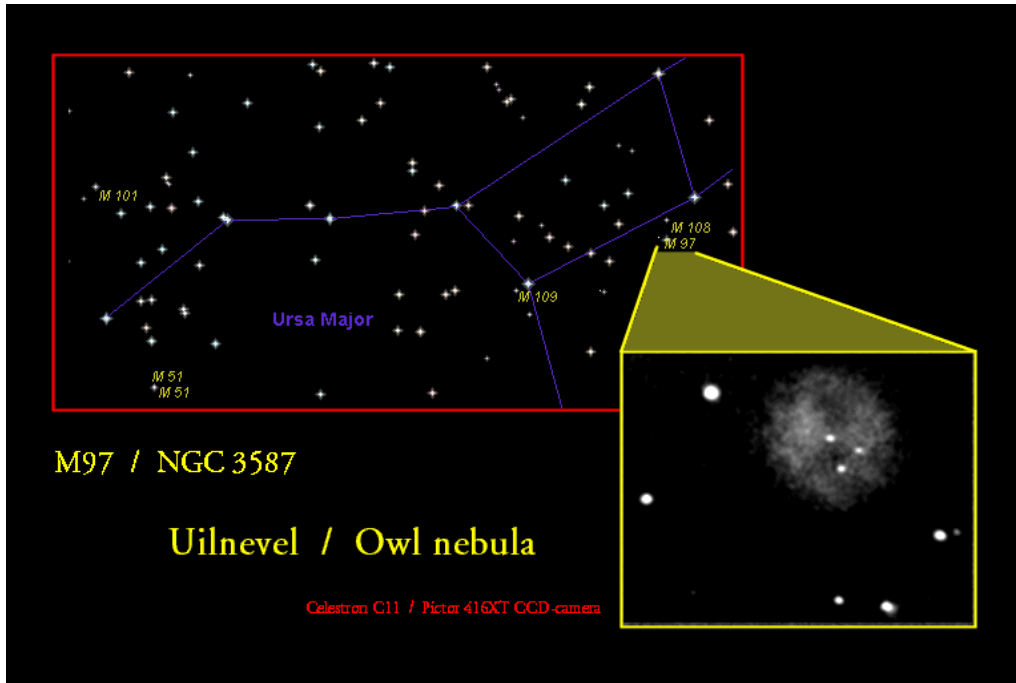 M 101
M 108
M 97
M 109
Ursa Major
M 51
M 51
M97 / NGC 3587
Uilnevel / Owl nebula
Celestron C11 / Pictor 416XT CCD-camera